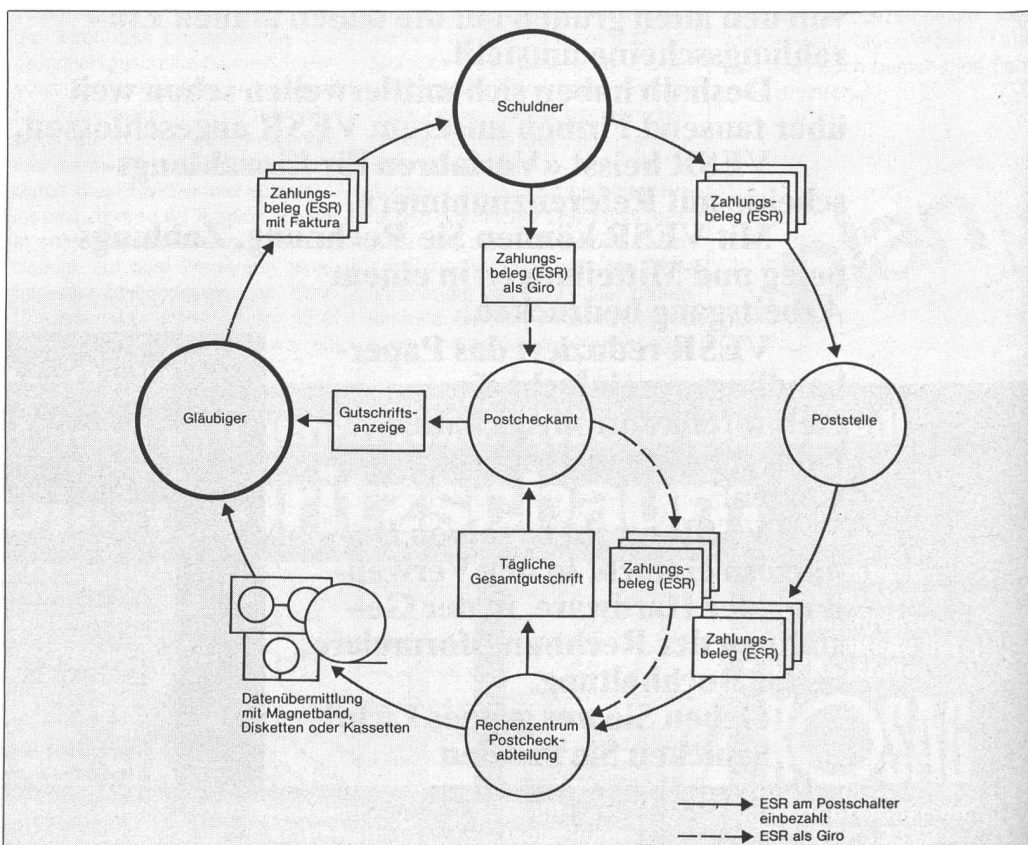 Schuldner
Zahlungs-
beleg (ESR)
mit Faktura
Zahlungs-
beleg (ESR)
Zahlungs-
beleg (ESR)
als Giro
Gläubiger
Gutschrifts-
anzeige
Postcheckamt
Poststelle
Tägliche
Gesamtgutschrift
Zahlungs-
beleg (ESR)
Zahlungs-
beleg (ESR)
Datenübermittlung
mit Magnetband,
Disketten oder Kassetten
Rechenzentrum
Postcheck-
abteilung
ESR am Postschalter
einbezahlt
ESR als Giro